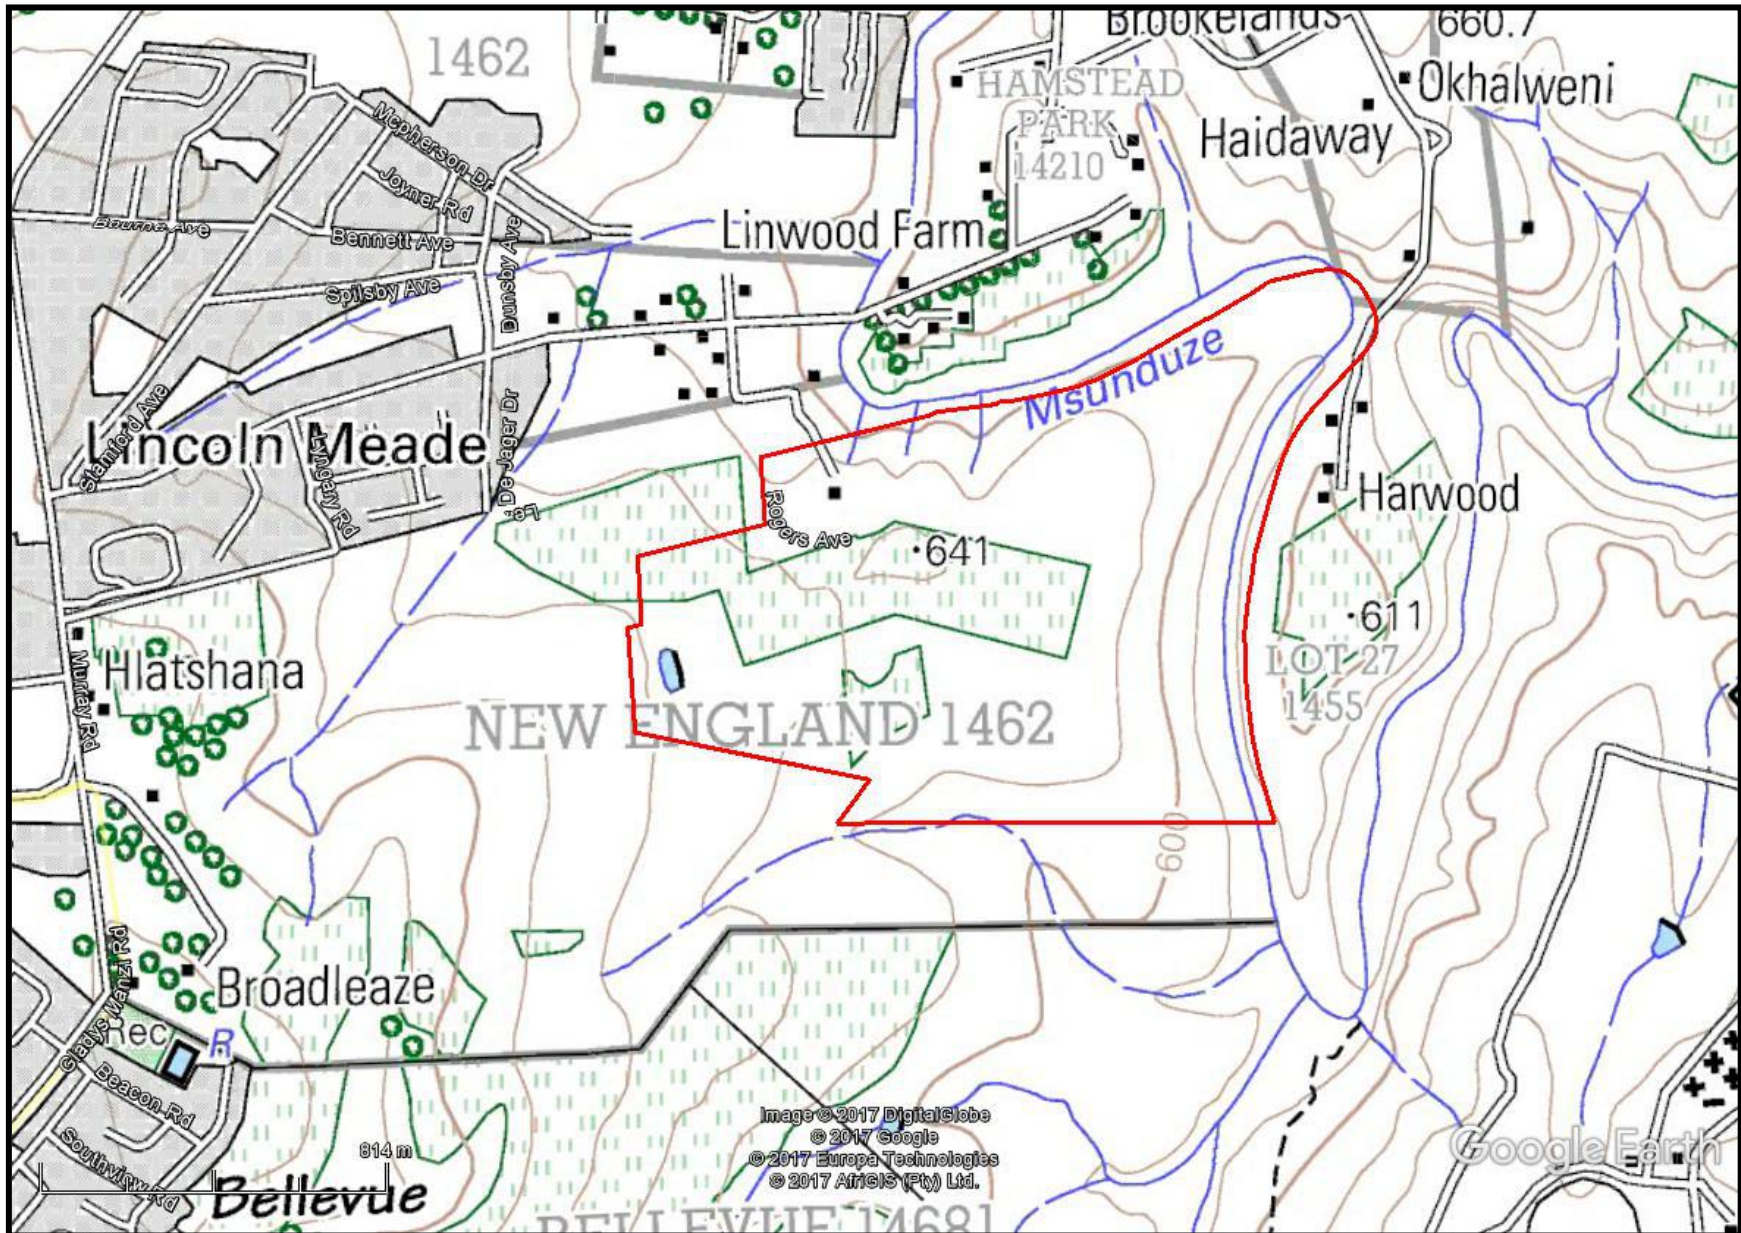 Brookelands
660.7
1462
HAMSTEAD
PARK
14210
Okhalweni
Haidaway
Mcpherson Dr
Joyner Rd
Bourne Ave
Bennett Ave
Dunsby Ave
Linwood Farm
Spilsby Ave
Msunduze
Stamford Ave
Lincoln Meade
Lyngary Rd
De Jager Dr
Le
Rogers Ave
Harwood
641
611
LOT 27
1455
Hlatshana
Murray Rd
NEW ENGLAND 1462
600
Broadleaze
Gladys Manzi Rd
Rec
R
Beacon Rd
Southview Rd
814 m
Bellevue
BELLEVUE 14681
Image © 2017 DigitalGlobe
© 2017 Google
© 2017 Europa Technologies
© 2017 AfriGIS (Pty) Ltd.
Google Earth